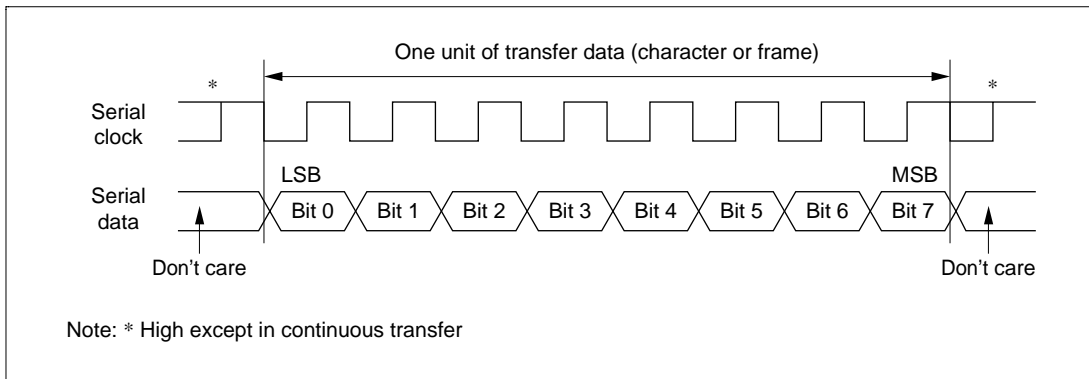 One unit of transfer data (character or frame)
*
*
Serial
clock
LSB
MSB
Serial
data
Bit 0
Bit 1
Bit 2
Bit 3
Bit 4
Bit 5
Bit 6
Bit 7
Don't care
Don't care
Note: * High except in continuous transfer